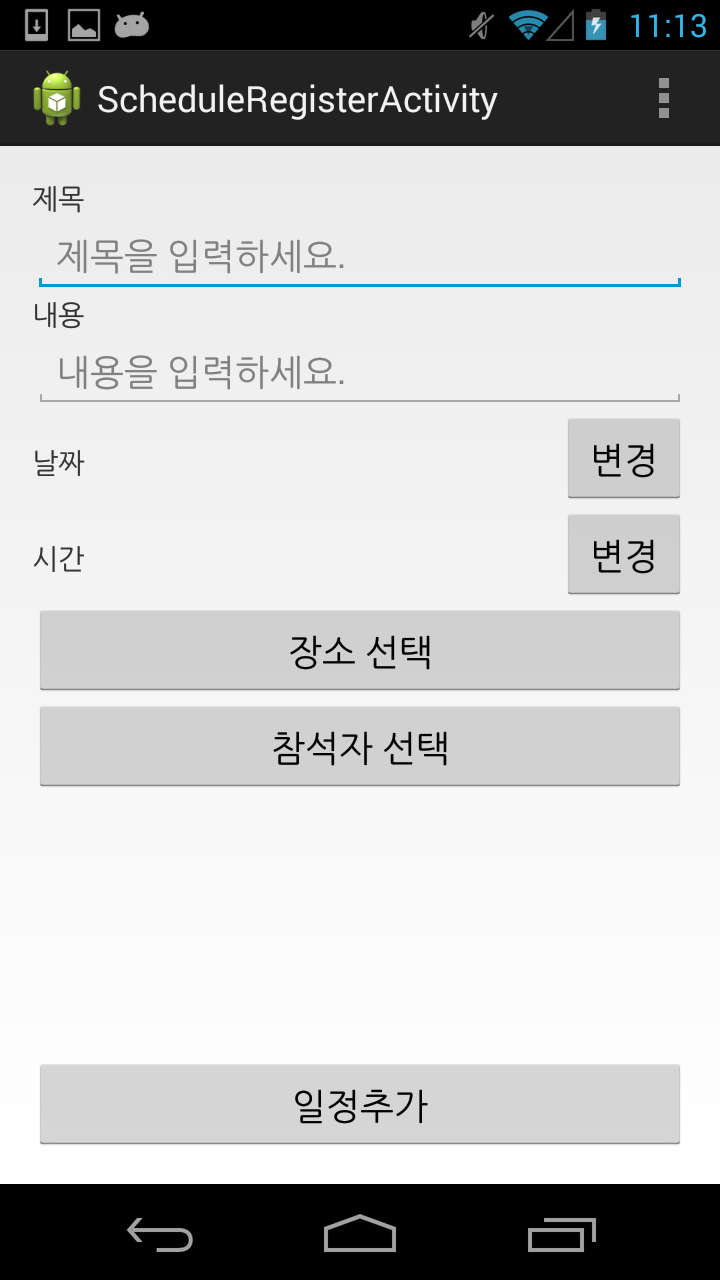 11:13
ScheduleRegisterActivity
제목
제목을 입력하세요.
내용
내용을 입력하세요.
날짜 변경
시간 변경
장소 선택
참석자 선택
일정추가